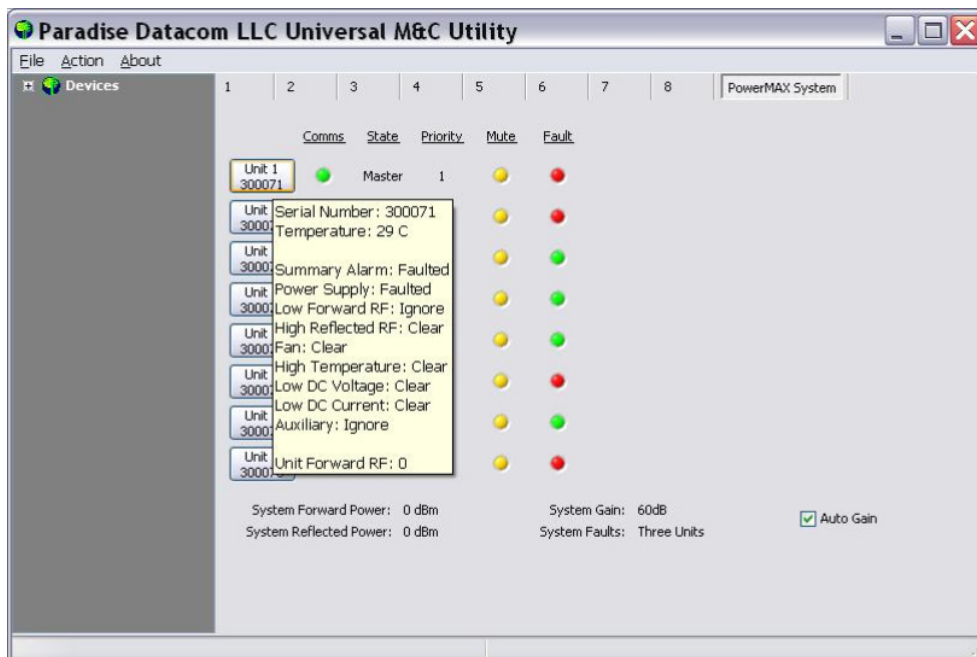 Paradise Datacom LLC Universal M&C Utility
File Action About
Devices
1 2 3 4 5 6 7 8 PowerMAX System
Comms State Priority Mute Fault
Unit 1
300071
Master 1
Unit
Serial Number: 300071
Temperature: 29 C
Unit
Summary Alarm: Faulted
Unit
Power Supply: Faulted
Low Forward RF: Ignore
Unit
High Reflected RF: Clear
Fan: Clear
Unit
High Temperature: Clear
Low DC Voltage: Clear
Unit
Low DC Current: Clear
Auxiliary: Ignore
Unit
Unit Forward RF: 0
System Forward Power: 0 dBm System Gain: 60dB
Auto Gain
System Reflected Power: 0 dBm System Faults: Three Units